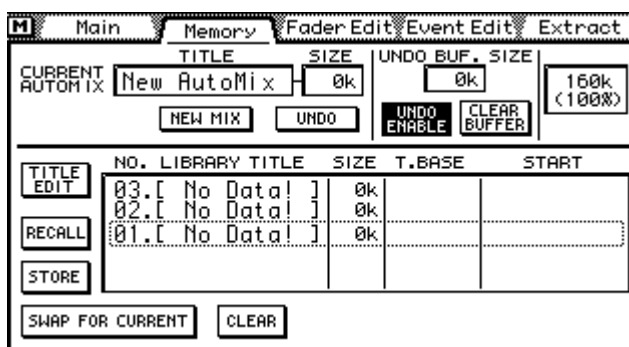 M Main Memory Fader Edit Event Edit Extract
TITLE SIZE UNDO BUF. SIZE
CURRENT AUTOMIX New AutoMix 0k 0k 160k (100%)
NEW MIX UNDO UNDO ENABLE CLEAR BUFFER
NO. LIBRARY TITLE SIZE T.BASE START
TITLE EDIT
03.[ No Data! ] 0k
02.[ No Data! ] 0k
RECALL 01.[ No Data! ] 0k
STORE
SWAP FOR CURRENT CLEAR